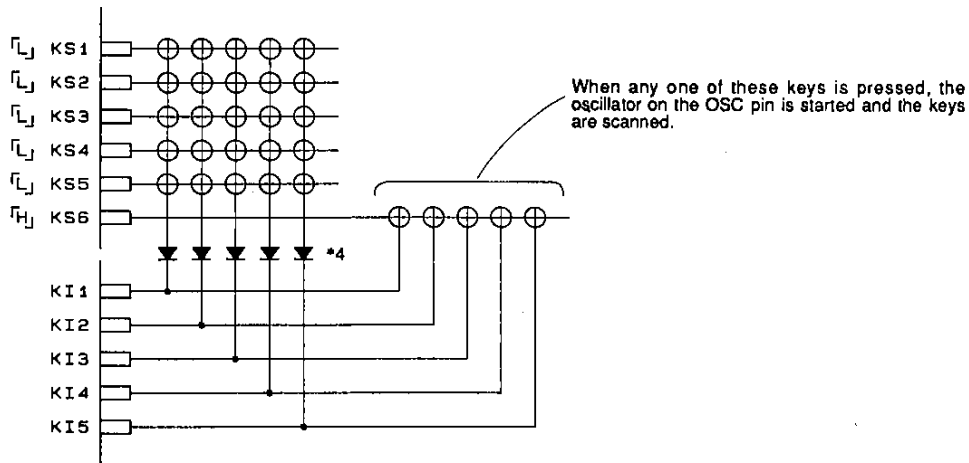 「L」 KS1
「L」 KS2
「L」 KS3
「L」 KS4
「L」 KS5
「H」 KS6
When any one of these keys is pressed, the
oscillator on the OSC pin is started and the keys
are scanned.
*4
KI1
KI2
KI3
KI4
KI5